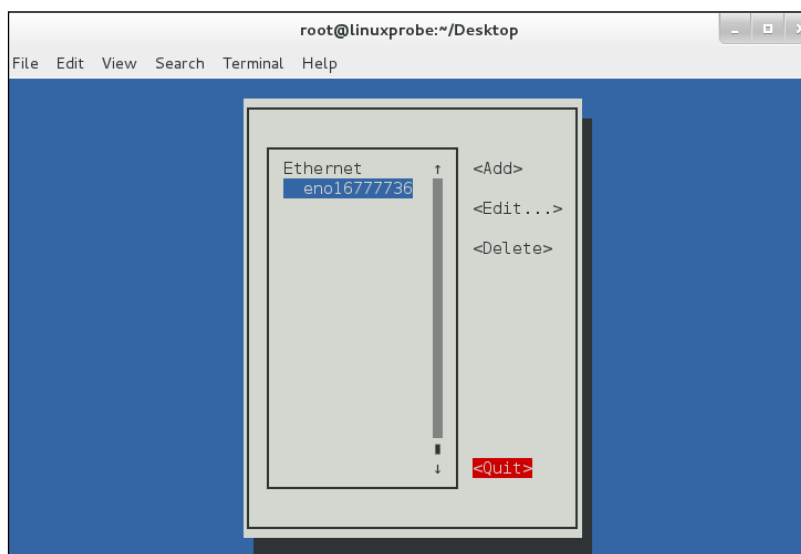 root@linuxprobe:~/Desktop
File Edit View Search Terminal Help
Ethernet
eno16777736
<Add>
<Edit...>
<Delete>
<Quit>